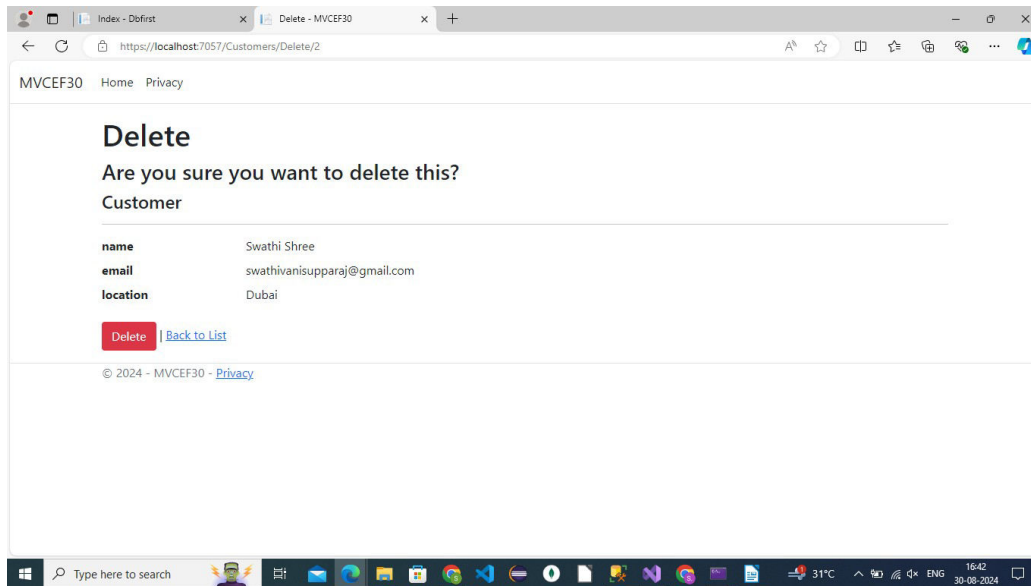 Index - Dbfirst
Delete - MVCEF30
https://localhost:7057/Customers/Delete/2
MVCEF30 Home Privacy
Delete
Are you sure you want to delete this?
Customer
name Swathi Shree
email swathivanisupparaj@gmail.com
location Dubai
Delete | Back to List
© 2024 - MVCEF30 - Privacy
Type here to search
31°C
ENG
16:42
30-08-2024